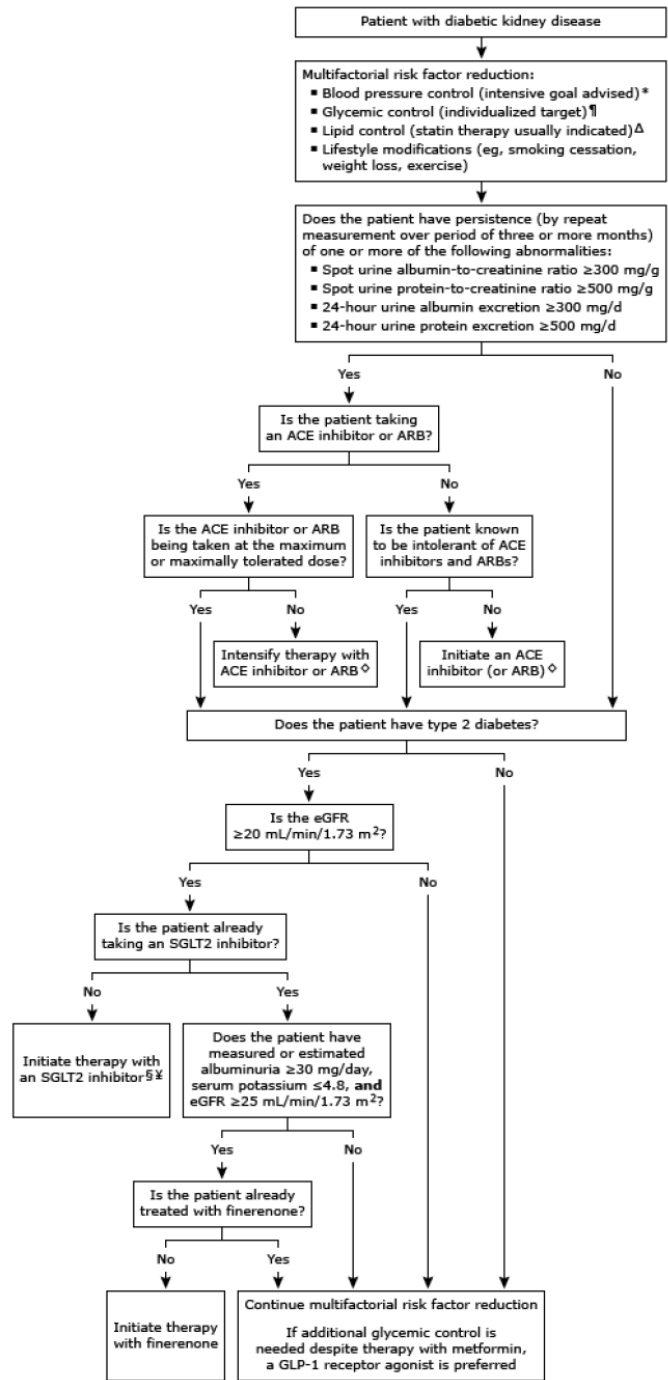 Patient with diabetic kidney disease
Multifactorial risk factor reduction:
▪ Blood pressure control (intensive goal advised)*
▪ Glycemic control (individualized target)¶
▪ Lipid control (statin therapy usually indicated)Δ
▪ Lifestyle modifications (eg, smoking cessation,
weight loss, exercise)
Does the patient have persistence (by repeat
measurement over period of three or more months)
of one or more of the following abnormalities:
▪ Spot urine albumin-to-creatinine ratio ≥300 mg/g
▪ Spot urine protein-to-creatinine ratio ≥500 mg/g
▪ 24-hour urine albumin excretion ≥300 mg/d
▪ 24-hour urine protein excretion ≥500 mg/d
Yes
No
Is the patient taking
an ACE inhibitor or ARB?
Yes
No
Is the ACE inhibitor or ARB
being taken at the maximum
or maximally tolerated dose?
Is the patient known
to be intolerant of ACE
inhibitors and ARBs?
Yes
No
Yes
No
Intensify therapy with
ACE inhibitor or ARB◇
Initiate an ACE
inhibitor (or ARB)◇
Does the patient have type 2 diabetes?
Yes
No
Is the eGFR
≥20 mL/min/1.73 m²?
Yes
No
Is the patient already
taking an SGLT2 inhibitor?
No
Yes
Initiate therapy with
an SGLT2 inhibitor§¥
Does the patient have
measured or estimated
albuminuria ≥30 mg/day,
serum potassium ≤4.8, and
eGFR ≥25 mL/min/1.73 m²?
Yes
No
Is the patient already
treated with finerenone?
No
Yes
Initiate therapy
with finerenone
Continue multifactorial risk factor reduction
If additional glycemic control is
needed despite therapy with metformin,
a GLP-1 receptor agonist is preferred